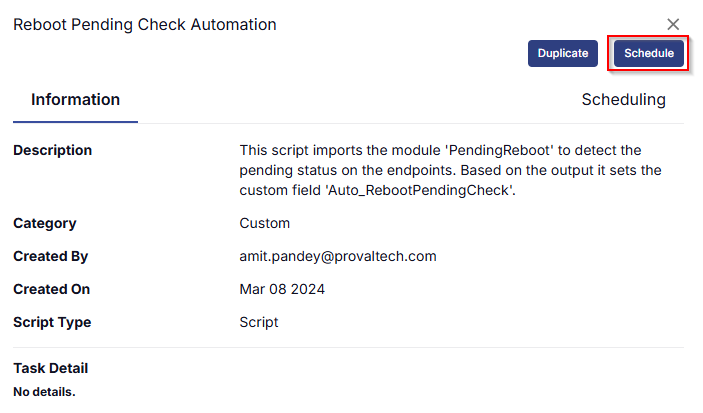 Reboot Pending Check Automation
Duplicate
Schedule
Information
Scheduling
Description
This script imports the module 'PendingReboot' to detect the
pending status on the endpoints. Based on the output it sets the
custom field 'Auto_RebootPendingCheck'.
Category
Custom
Created By
amit.pandey@provaltech.com
Created On
Mar 08 2024
Script Type
Script
Task Detail
No details.